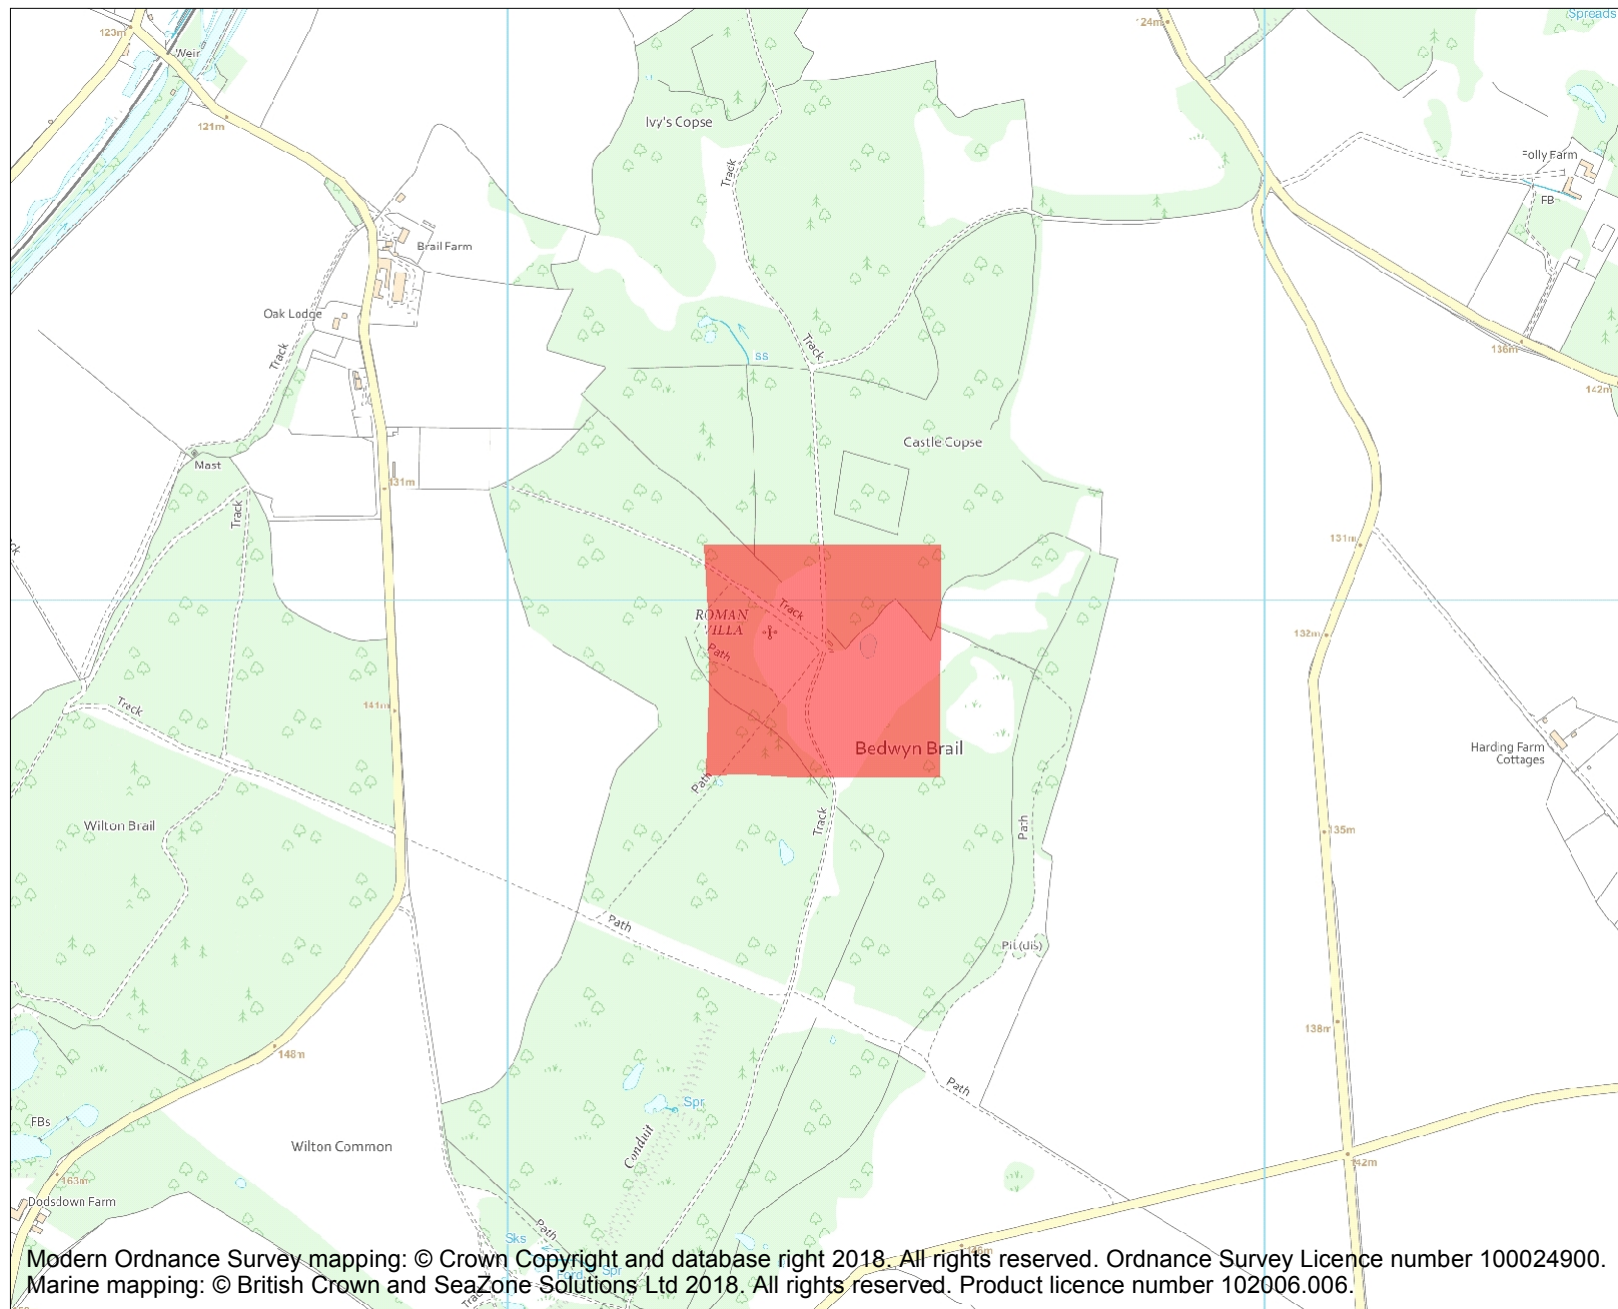 Spreads
123m
124m
Weir
Ivy's Copse
121m
Track
Folly Farm
FB
Brail Farm
Oak Lodge
Track
Track
136m
ss
142m
Castle Copse
Mast
131m
Track
131m
ROMAN
VILLA
Track
132m
Path
Track
141m
Bedwyn Brail
Harding Farm
Cottages
Path
Track
Path
Wilton Brail
135m
Path
Pit (dis)
138m
148m
Path
Spr
FBs
Conduit
Wilton Common
142m
163m
Dodsdown Farm
Path
Sks
Ford
Spr
Modern Ordnance Survey mapping: © Crown Copyright and database right 2018. All rights reserved. Ordnance Survey Licence number 100024900.
Marine mapping: © British Crown and SeaZone Solutions Ltd 2018. All rights reserved. Product licence number 102006.006.